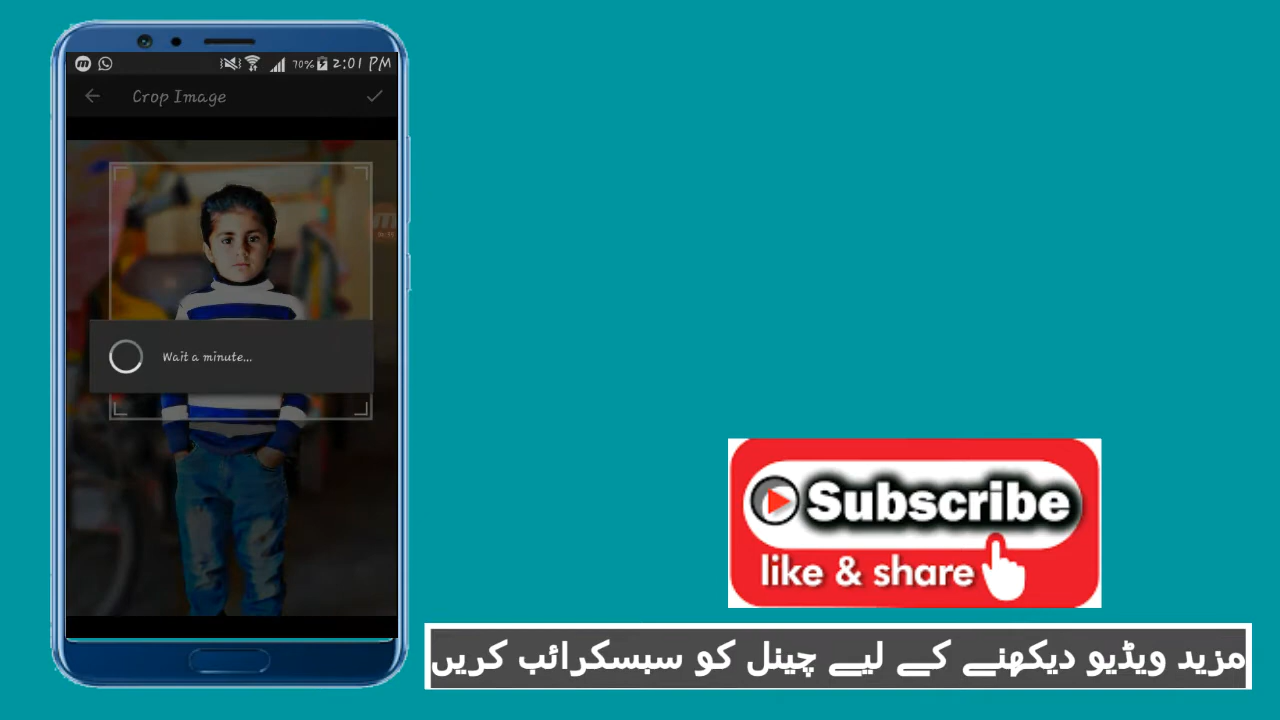 70% 2:01 PM
Crop Image
Wait a minute...
Subscribe
like & share
مزید ویڈیو دیکھنے کے لیے چینل کو سبسکرائب کریں